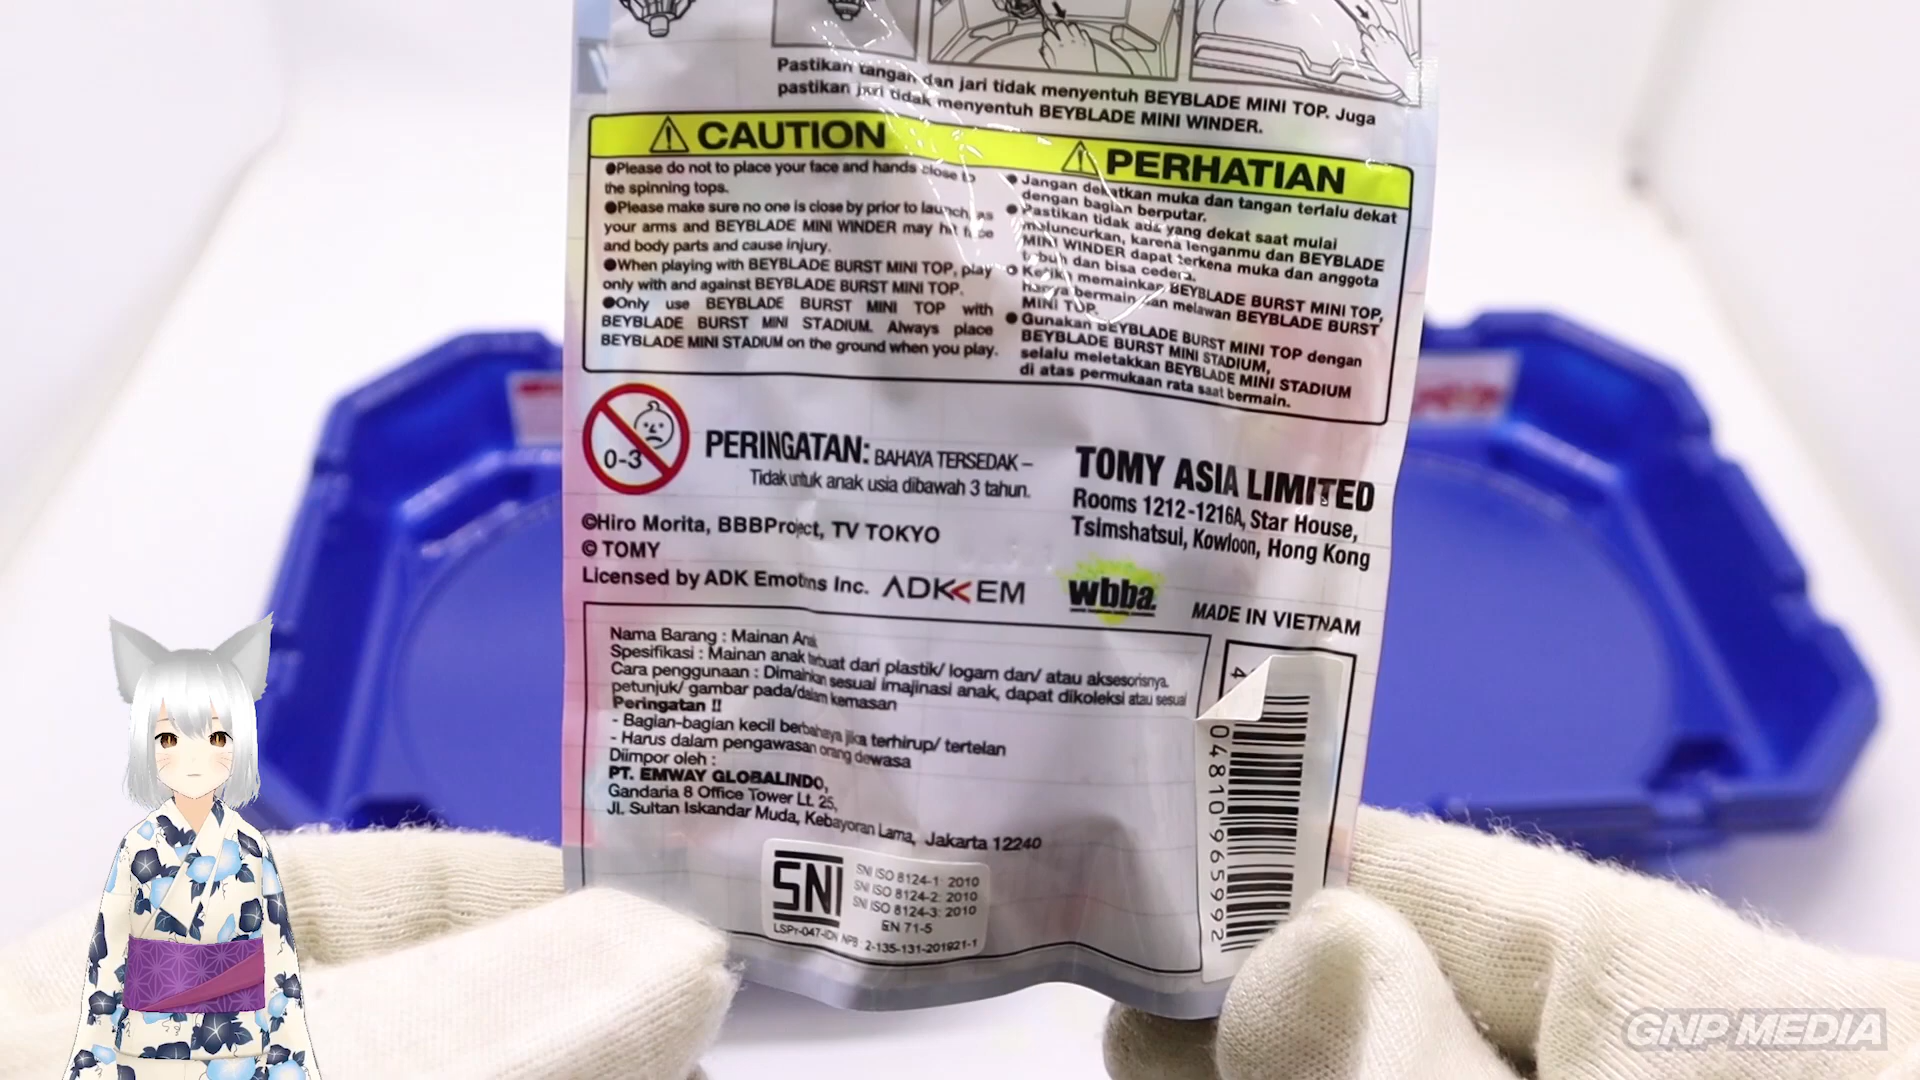 Pastikan tangan dan jari tidak menyentuh BEYBLADE MINI TOP. Juga
pastikan jari tidak menyentuh BEYBLADE MINI WINDER.
CAUTION
●Please do not to place your face and hands close to
the spinning tops.
●Please make sure no one is close by prior to launch, as
your arms and BEYBLADE MINI WINDER may hit face
and body parts and cause injury.
●When playing with BEYBLADE BURST MINI TOP, play
only with and against BEYBLADE BURST MINI TOP.
●Only use BEYBLADE BURST MINI TOP with
BEYBLADE BURST MINI STADIUM. Always place
BEYBLADE MINI STADIUM on the ground when you play.
PERHATIAN
● Jangan dekatkan muka dan tangan terlalu dekat
dengan bagian berputar.
● Pastikan tidak ada yang dekat saat mulai
meluncurkan, karena lenganmu dan BEYBLADE
MINI WINDER dapat terkena muka dan anggota
tubuh dan bisa cedera.
● Ketika memainkan BEYBLADE BURST MINI TOP,
hanya bermain dan melawan BEYBLADE BURST
MINI TOP.
● Gunakan BEYBLADE BURST MINI TOP dengan
BEYBLADE BURST MINI STADIUM,
selalu meletakkan BEYBLADE MINI STADIUM
di atas permukaan rata saat bermain.
0-3
PERINGATAN: BAHAYA TERSEDAK –
Tidak untuk anak usia dibawah 3 tahun.
TOMY ASIA LIMITED
Rooms 1212-1216A, Star House,
Tsimshatsui, Kowloon, Hong Kong
©Hiro Morita, BBBProject, TV TOKYO
© TOMY
Licensed by ADK Emotions Inc. ADK EM
wbba.
MADE IN VIETNAM
Nama Barang : Mainan Anak
Spesifikasi : Mainan anak terbuat dari plastik/ logam dan/ atau aksesorisnya.
Cara penggunaan : Dimainkan sesuai imajinasi anak, dapat dikoleksi atau sesuai
petunjuk/ gambar pada/dalam kemasan
Peringatan !!
- Bagian-bagian kecil berbahaya jika terhirup/ tertelan
- Harus dalam pengawasan orang dewasa
Diimpor oleh :
PT. EMWAY GLOBALINDO,
Gandaria 8 Office Tower Lt. 25,
Jl. Sultan Iskandar Muda, Kebayoran Lama, Jakarta 12240
SNI
SNI ISO 8124-1: 2010
SNI ISO 8124-2: 2010
SNI ISO 8124-3: 2010
EN 71-5
LSPr-047-IDN NPB : 2-135-131-201921-1
4
04810965992
GNP MEDIA